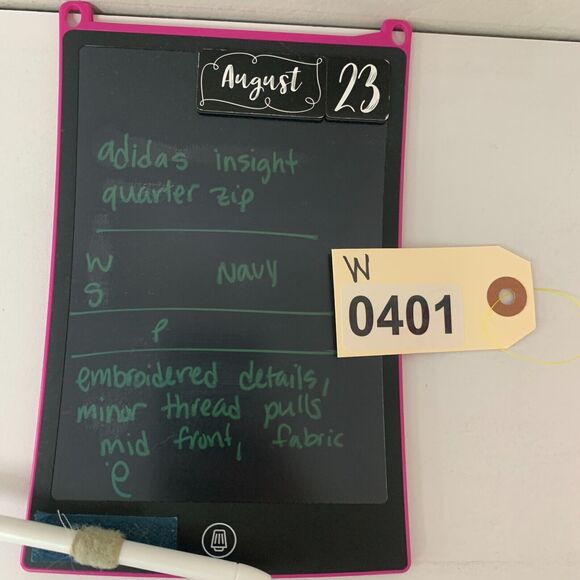 August 23
adidas insight
quarter zip
W
Navy
S
P
embroidered details,
minor thread pulls
mid front, fabric
W
0401